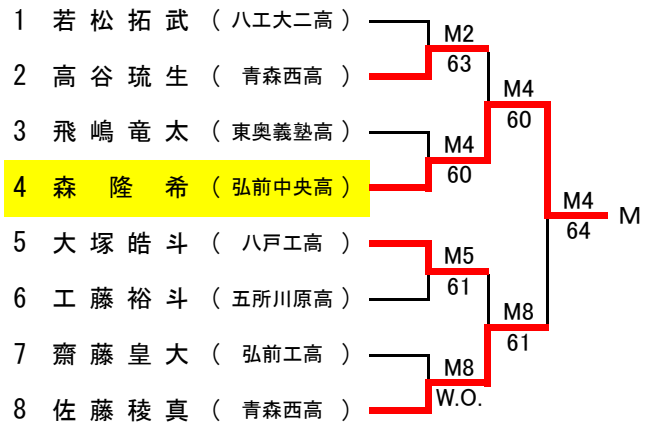 1 若松拓武 （八工大二高）
M2
63
2 高谷琉生 （青森西高）
M4
60
3 飛嶋竜太 （東奥義塾高）
M4
60
4 森隆希 （弘前中央高）
M4
64
M
5 大塚皓斗 （八戸工高）
M5
61
6 工藤裕斗 （五所川原高）
M8
61
7 齋藤皇大 （弘前工高）
M8
W.O.
8 佐藤稜真 （青森西高）